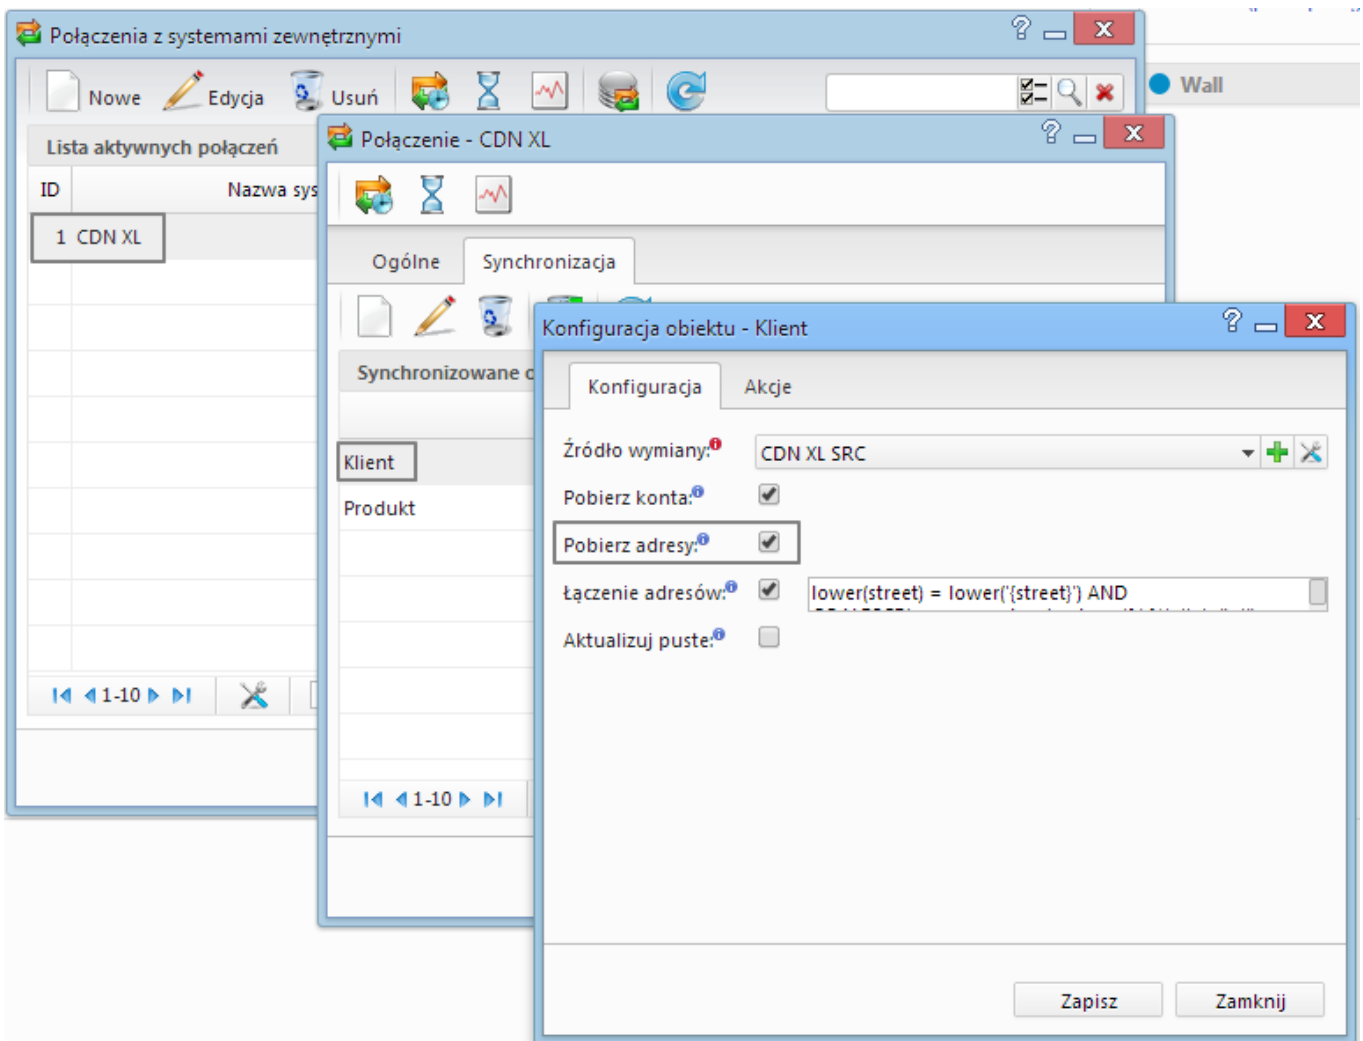 Połączenia z systemami zewnętrznymi
Nowe Edycja Usuń
Wall
Lista aktywnych połączeń
ID Nazwa sys
1 CDN XL
1-10
Połączenie - CDN XL
Ogólne Synchronizacja
Synchronizowane o
Klient
Produkt
1-10
Konfiguracja obiektu - Klient
Konfiguracja Akcje
Źródło wymiany: CDN XL SRC
Pobierz konta:
Pobierz adresy:
Łączenie adresów: lower(street) = lower('{street}') AND
Aktualizuj puste:
Zapisz Zamknij